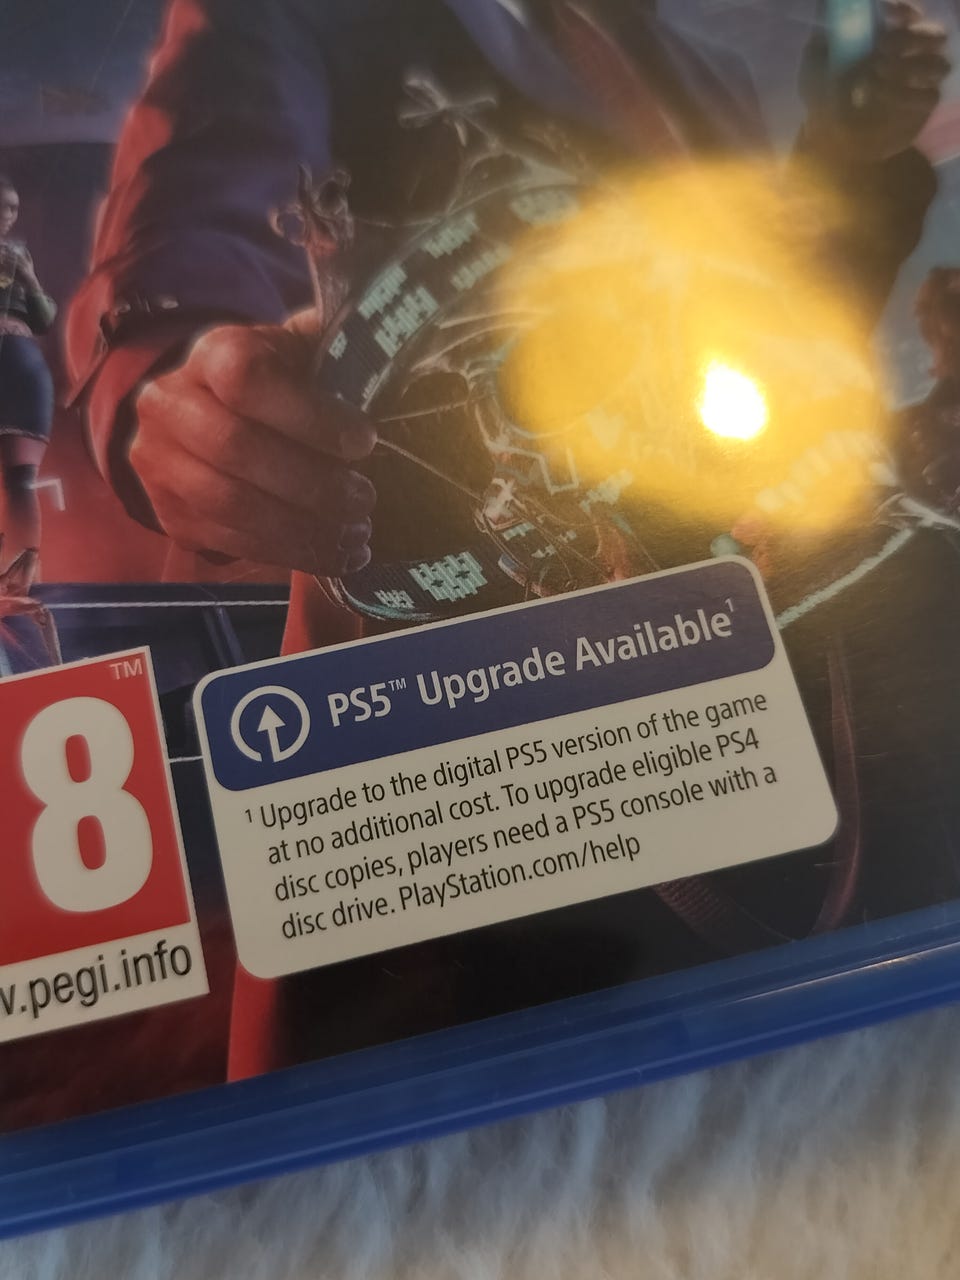 TM
8
v.pegi.info
PS5™ Upgrade Available¹
¹ Upgrade to the digital PS5 version of the game
at no additional cost. To upgrade eligible PS4
disc copies, players need a PS5 console with a
disc drive. PlayStation.com/help